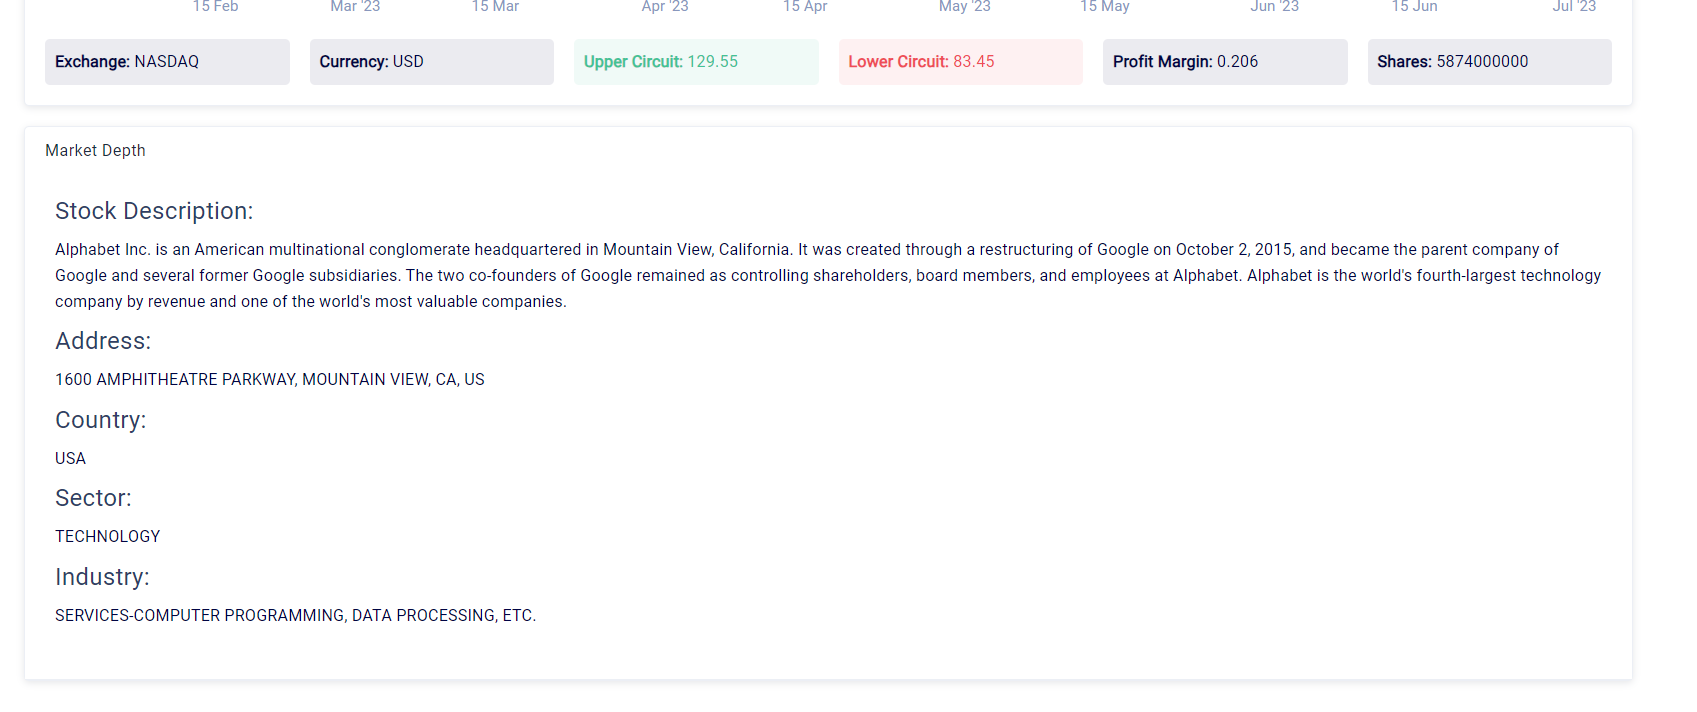 15 Feb Mar '23 15 Mar Apr '23 15 Apr May '23 15 May Jun '23 15 Jun Jul '23
Exchange: NASDAQ Currency: USD Upper Circuit: 129.55 Lower Circuit: 83.45 Profit Margin: 0.206 Shares: 5874000000
Market Depth
Stock Description:
Alphabet Inc. is an American multinational conglomerate headquartered in Mountain View, California. It was created through a restructuring of Google on October 2, 2015, and became the parent company of
Google and several former Google subsidiaries. The two co-founders of Google remained as controlling shareholders, board members, and employees at Alphabet. Alphabet is the world's fourth-largest technology
company by revenue and one of the world's most valuable companies.
Address:
1600 AMPHITHEATRE PARKWAY, MOUNTAIN VIEW, CA, US
Country:
USA
Sector:
TECHNOLOGY
Industry:
SERVICES-COMPUTER PROGRAMMING, DATA PROCESSING, ETC.